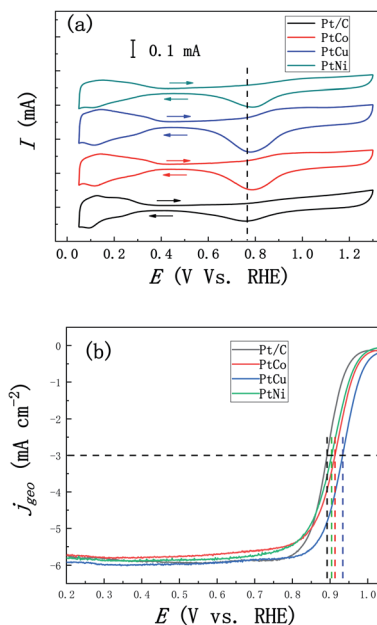 (a)
0.1 mA
Pt/C
PtCo
PtCu
PtNi
I (mA)
0.0 0.2 0.4 0.6 0.8 1.0 1.2
E (V Vs. RHE)
(b)
Pt/C
PtCo
PtCu
PtNi
0
-1
-2
-3
-4
-5
-6
j_geo (mA cm⁻²)
0.2 0.3 0.4 0.5 0.6 0.7 0.8 0.9 1.0
E (V vs. RHE)